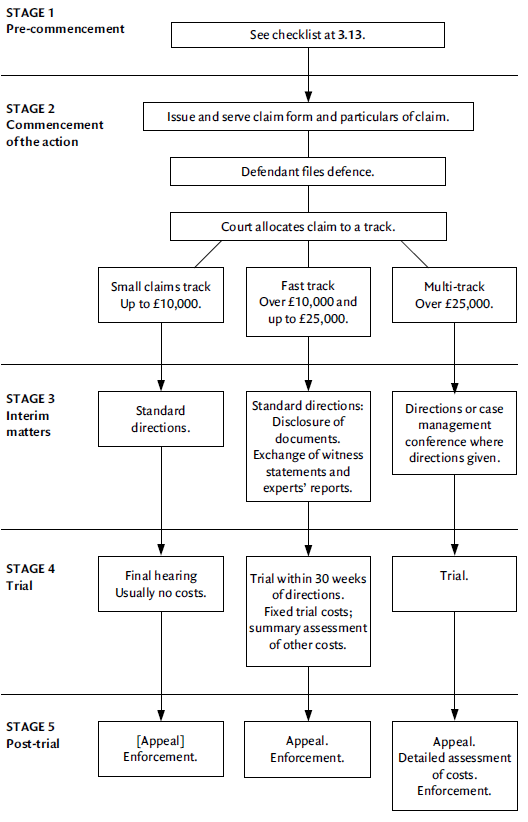 STAGE 1
Pre-commencement
See checklist at 3.13.
STAGE 2
Commencement
of the action
Issue and serve claim form and particulars of claim.
Defendant files defence.
Court allocates claim to a track.
Small claims track
Up to £10,000.
Fast track
Over £10,000 and
up to £25,000.
Multi-track
Over £25,000.
STAGE 3
Interim
matters
Standard
directions.
Standard directions:
Disclosure of
documents.
Exchange of witness
statements and
experts' reports.
Directions or case
management
conference where
directions given.
STAGE 4
Trial
Final hearing
Usually no costs.
Trial within 30 weeks
of directions.
Fixed trial costs;
summary assessment
of other costs.
Trial.
STAGE 5
Post-trial
[Appeal]
Enforcement.
Appeal.
Enforcement.
Appeal.
Detailed assessment
of costs.
Enforcement.